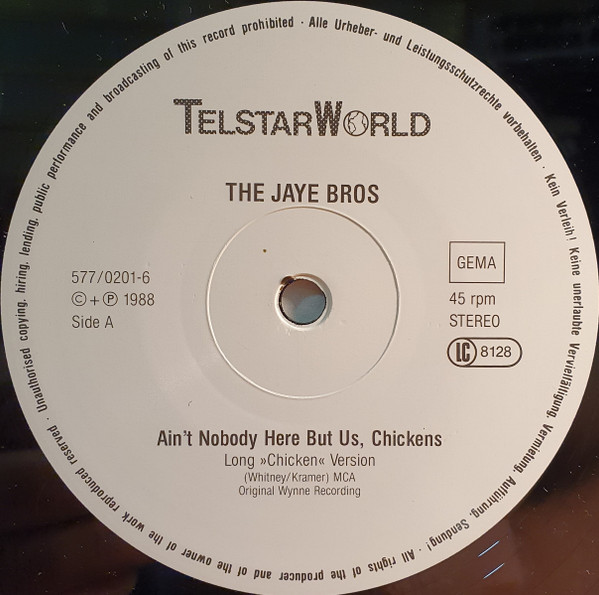 TELSTARWORLD
THE JAYE BROS
577/0201-6
© + ℗ 1988
Side A
GEMA
45 rpm
STEREO
LC 8128
Ain't Nobody Here But Us, Chickens
Long »Chicken« Version
(Whitney/Kramer) MCA
Original Wynne Recording
Alle Urheber- und Leistungsschutzrechte vorbehalten · Kein Verleih! Keine unerlaubte Vervielfältigung, Vermietung, Aufführung, Sendung! · All rights of the producer and of the owner of the work reproduced reserved · Unauthorised copying, hiring, lending, public performance and broadcasting of this record prohibited ·